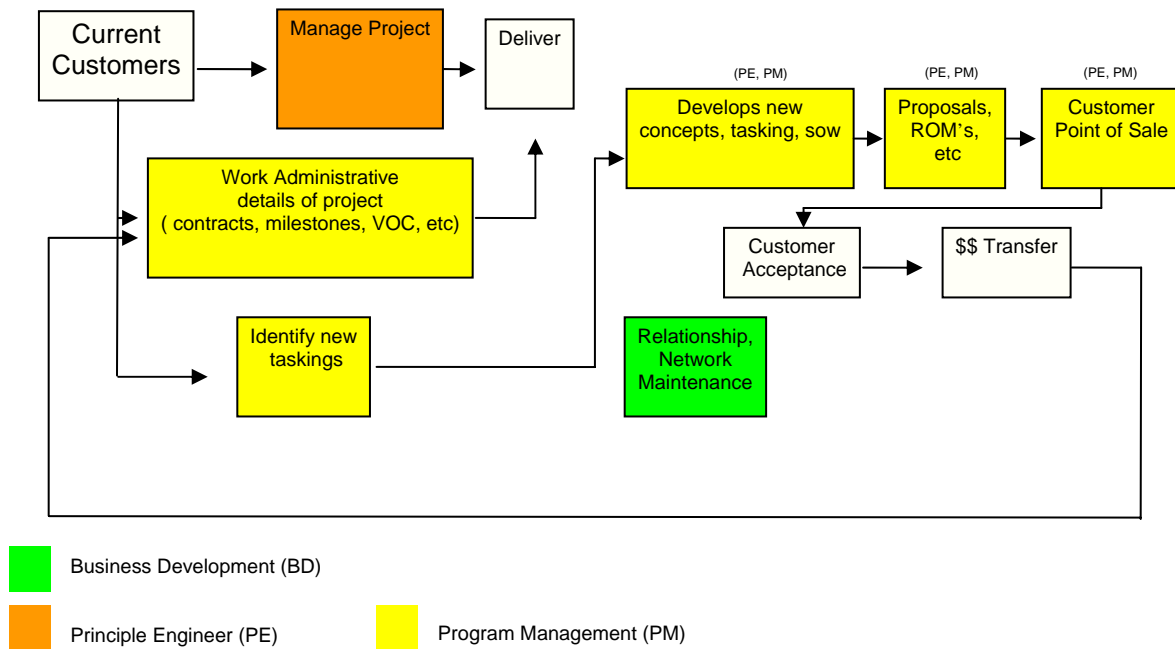 Current
Customers
Manage Project
Deliver
(PE, PM)
(PE, PM)
(PE, PM)
Develops new
concepts, tasking, sow
Proposals,
ROM’s,
etc
Customer
Point of Sale
Work Administrative
details of project
( contracts, milestones, VOC, etc)
Customer
Acceptance
$$ Transfer
Identify new
taskings
Relationship,
Network
Maintenance
Business Development (BD)
Principle Engineer (PE)
Program Management (PM)